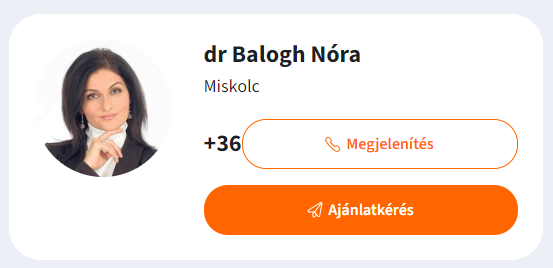 dr Balogh Nóra
Miskolc
+36 Megjelenítés
Ajánlatkérés